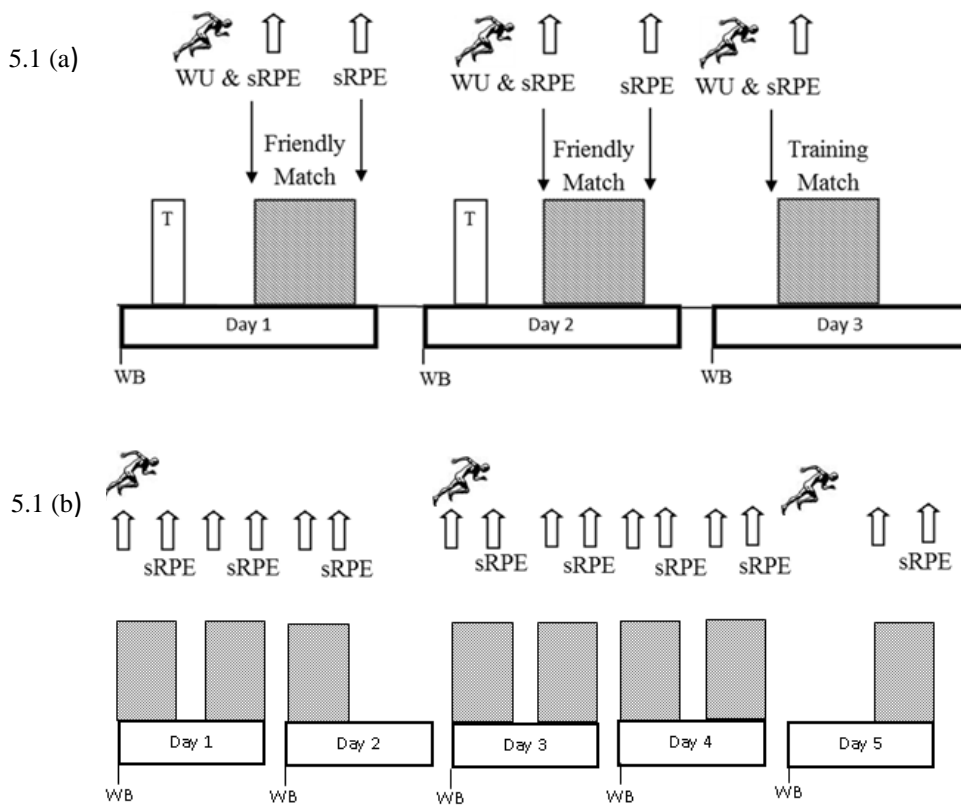 5.1 (a)
WU & sRPE sRPE WU & sRPE sRPE WU & sRPE
Friendly Match Friendly Match Training Match
T T
Day 1 Day 2 Day 3
WB WB WB
5.1 (b)
sRPE sRPE sRPE sRPE sRPE sRPE sRPE sRPE
Day 1 Day 2 Day 3 Day 4 Day 5
WB WB WB WB WB